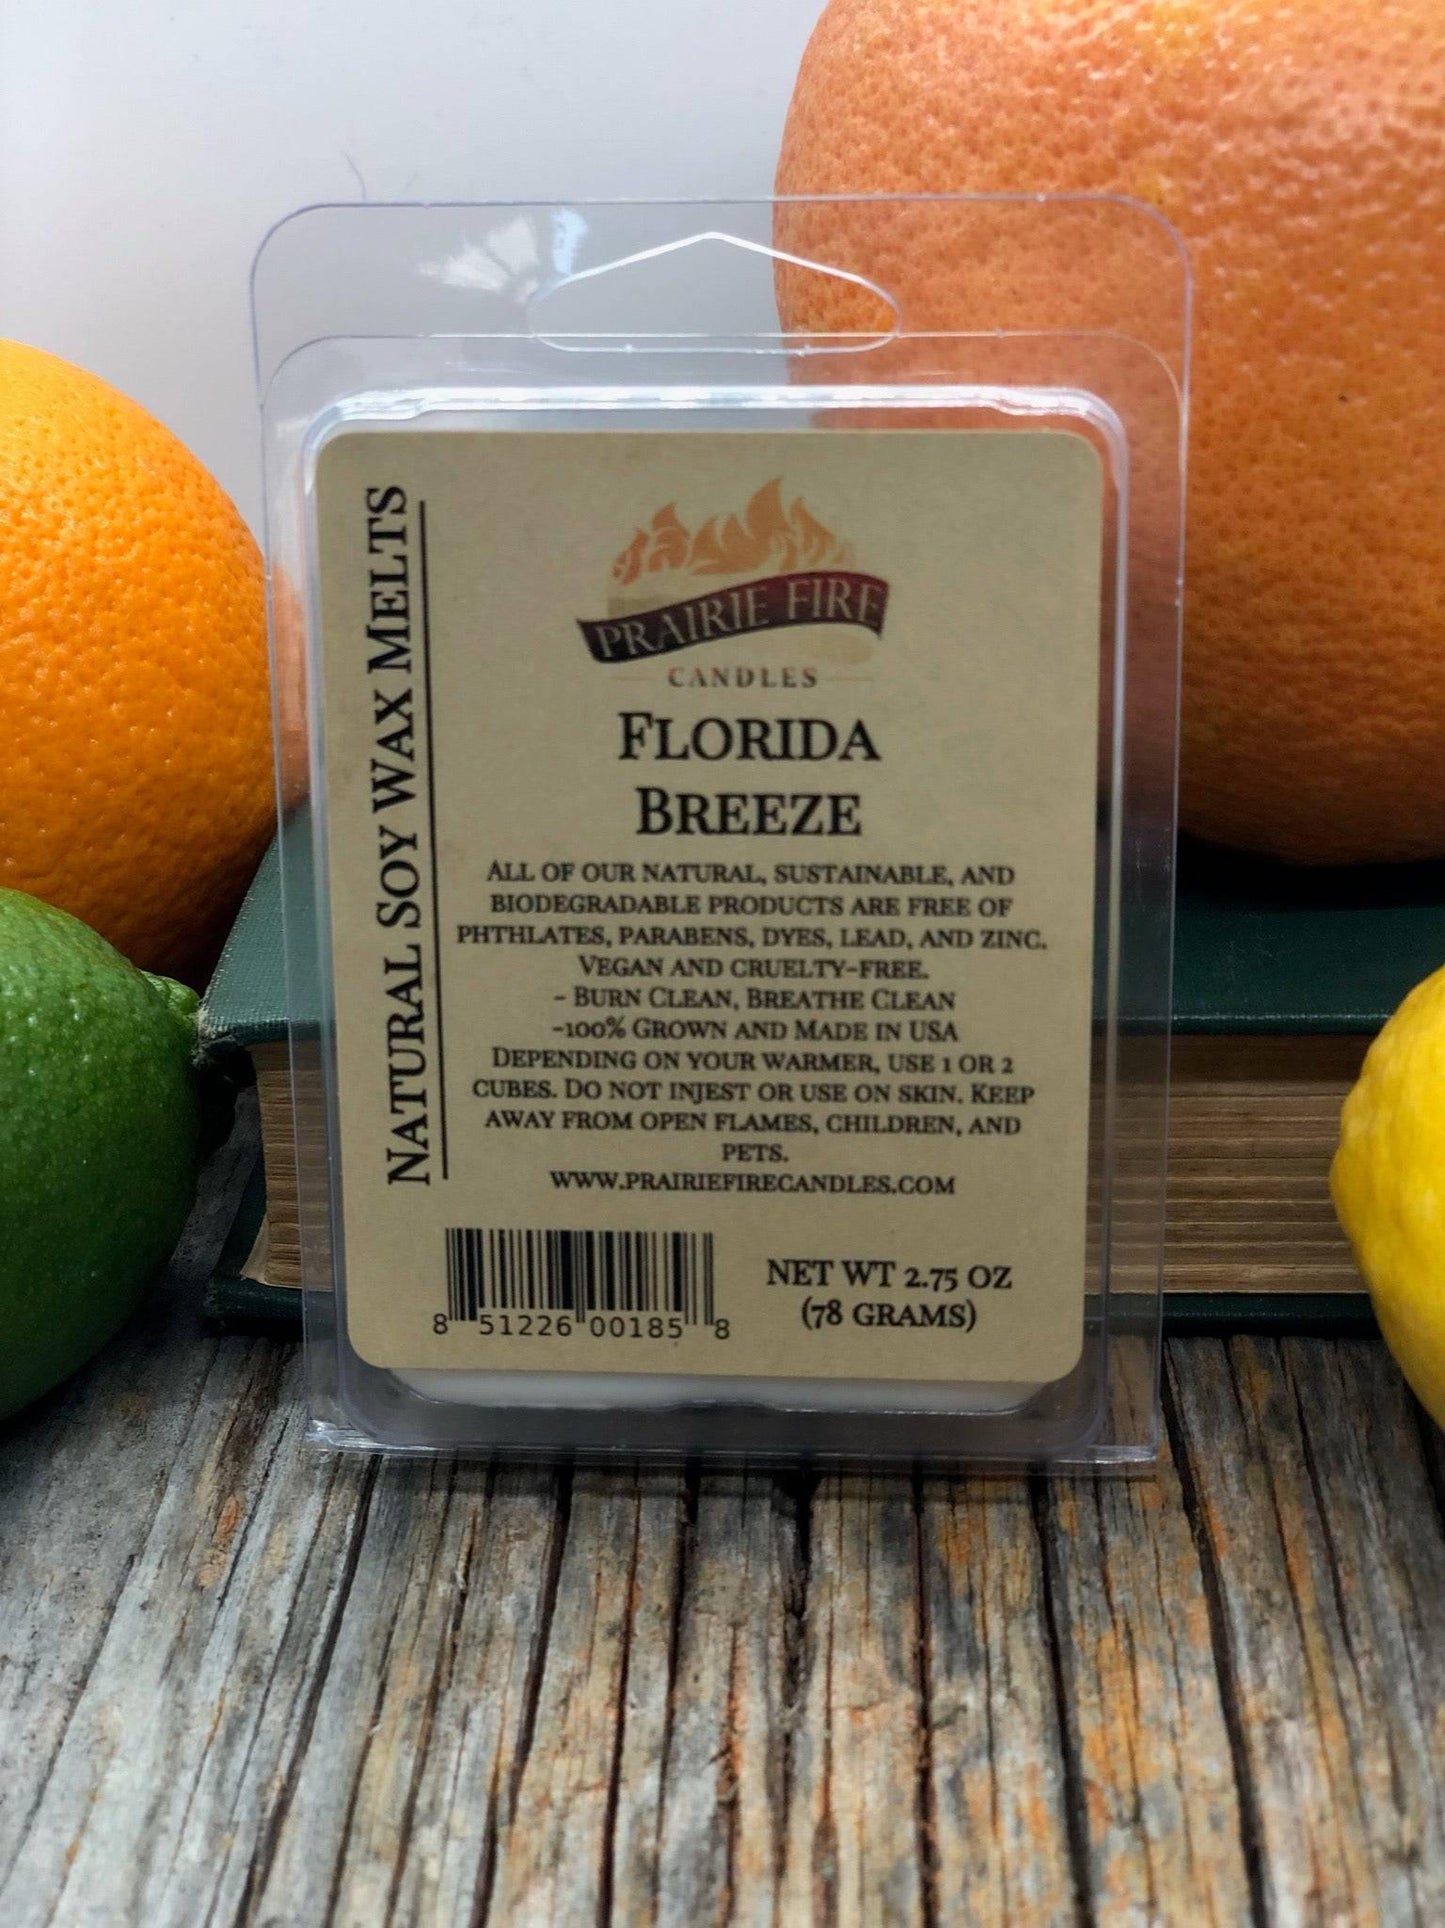 NATURAL SOY WAX MELTS
PRAIRIE FIRE
CANDLES
FLORIDA
BREEZE
ALL OF OUR NATURAL, SUSTAINABLE, AND
BIODEGRADABLE PRODUCTS ARE FREE OF
PHTHLATES, PARABENS, DYES, LEAD, AND ZINC.
VEGAN AND CRUELTY-FREE.
- BURN CLEAN, BREATHE CLEAN
-100% GROWN AND MADE IN USA
DEPENDING ON YOUR WARMER, USE 1 OR 2
CUBES. DO NOT INJEST OR USE ON SKIN. KEEP
AWAY FROM OPEN FLAMES, CHILDREN, AND
PETS.
WWW.PRAIRIEFIRECANDLES.COM
8 51226 00185 8
NET WT 2.75 OZ
(78 GRAMS)